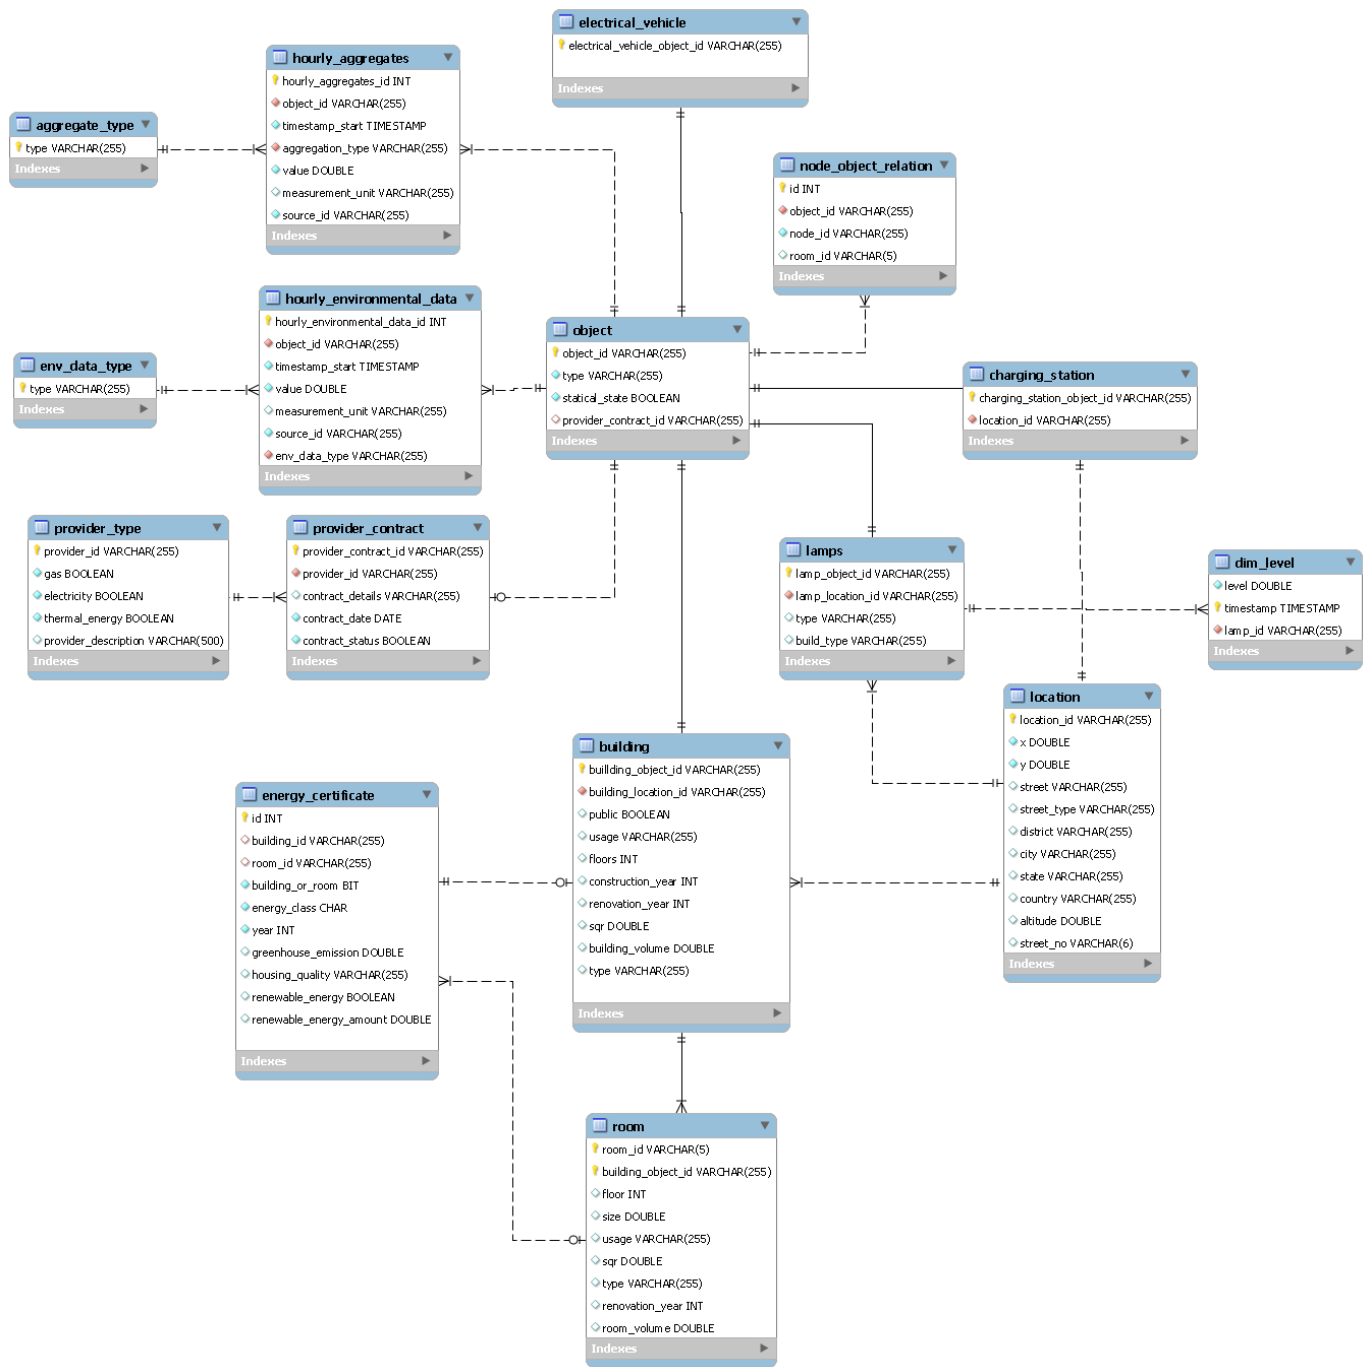 electrical_vehicle
electrical_vehicle_object_id VARCHAR(255)
Indexes
hourly_aggregates
hourly_aggregates_id INT
object_id VARCHAR(255)
timestamp_start TIMESTAMP
aggregation_type VARCHAR(255)
value DOUBLE
measurement_unit VARCHAR(255)
source_id VARCHAR(255)
Indexes
aggregate_type
type VARCHAR(255)
Indexes
node_object_relation
id INT
object_id VARCHAR(255)
node_id VARCHAR(255)
room_id VARCHAR(5)
Indexes
hourly_environmental_data
hourly_environmental_data_id INT
object_id VARCHAR(255)
timestamp_start TIMESTAMP
value DOUBLE
measurement_unit VARCHAR(255)
source_id VARCHAR(255)
env_data_type VARCHAR(255)
Indexes
env_data_type
type VARCHAR(255)
Indexes
object
object_id VARCHAR(255)
type VARCHAR(255)
statical_state BOOLEAN
provider_contract_id VARCHAR(255)
Indexes
charging_station
charging_station_object_id VARCHAR(255)
location_id VARCHAR(255)
Indexes
provider_type
provider_id VARCHAR(255)
gas BOOLEAN
electricity BOOLEAN
thermal_energy BOOLEAN
provider_description VARCHAR(500)
Indexes
provider_contract
provider_contract_id VARCHAR(255)
provider_id VARCHAR(255)
contract_details VARCHAR(255)
contract_date DATE
contract_status BOOLEAN
Indexes
lamps
lamp_object_id VARCHAR(255)
lamp_location_id VARCHAR(255)
type VARCHAR(255)
build_type VARCHAR(255)
Indexes
dim_level
level DOUBLE
timestamp TIMESTAMP
lamp_id VARCHAR(255)
Indexes
location
location_id VARCHAR(255)
x DOUBLE
y DOUBLE
street VARCHAR(255)
street_type VARCHAR(255)
district VARCHAR(255)
city VARCHAR(255)
state VARCHAR(255)
country VARCHAR(255)
altitude DOUBLE
street_no VARCHAR(6)
Indexes
building
buillding_object_id VARCHAR(255)
building_location_id VARCHAR(255)
public BOOLEAN
usage VARCHAR(255)
floors INT
construction_year INT
renovation_year INT
sqr DOUBLE
building_volume DOUBLE
type VARCHAR(255)
Indexes
energy_certificate
id INT
building_id VARCHAR(255)
room_id VARCHAR(255)
building_or_room BIT
energy_class CHAR
year INT
greenhouse_emission DOUBLE
housing_quality VARCHAR(255)
renewable_energy BOOLEAN
renewable_energy_amount DOUBLE
Indexes
room
room_id VARCHAR(5)
building_object_id VARCHAR(255)
floor INT
size DOUBLE
usage VARCHAR(255)
sqr DOUBLE
type VARCHAR(255)
renovation_year INT
room_volume DOUBLE
Indexes